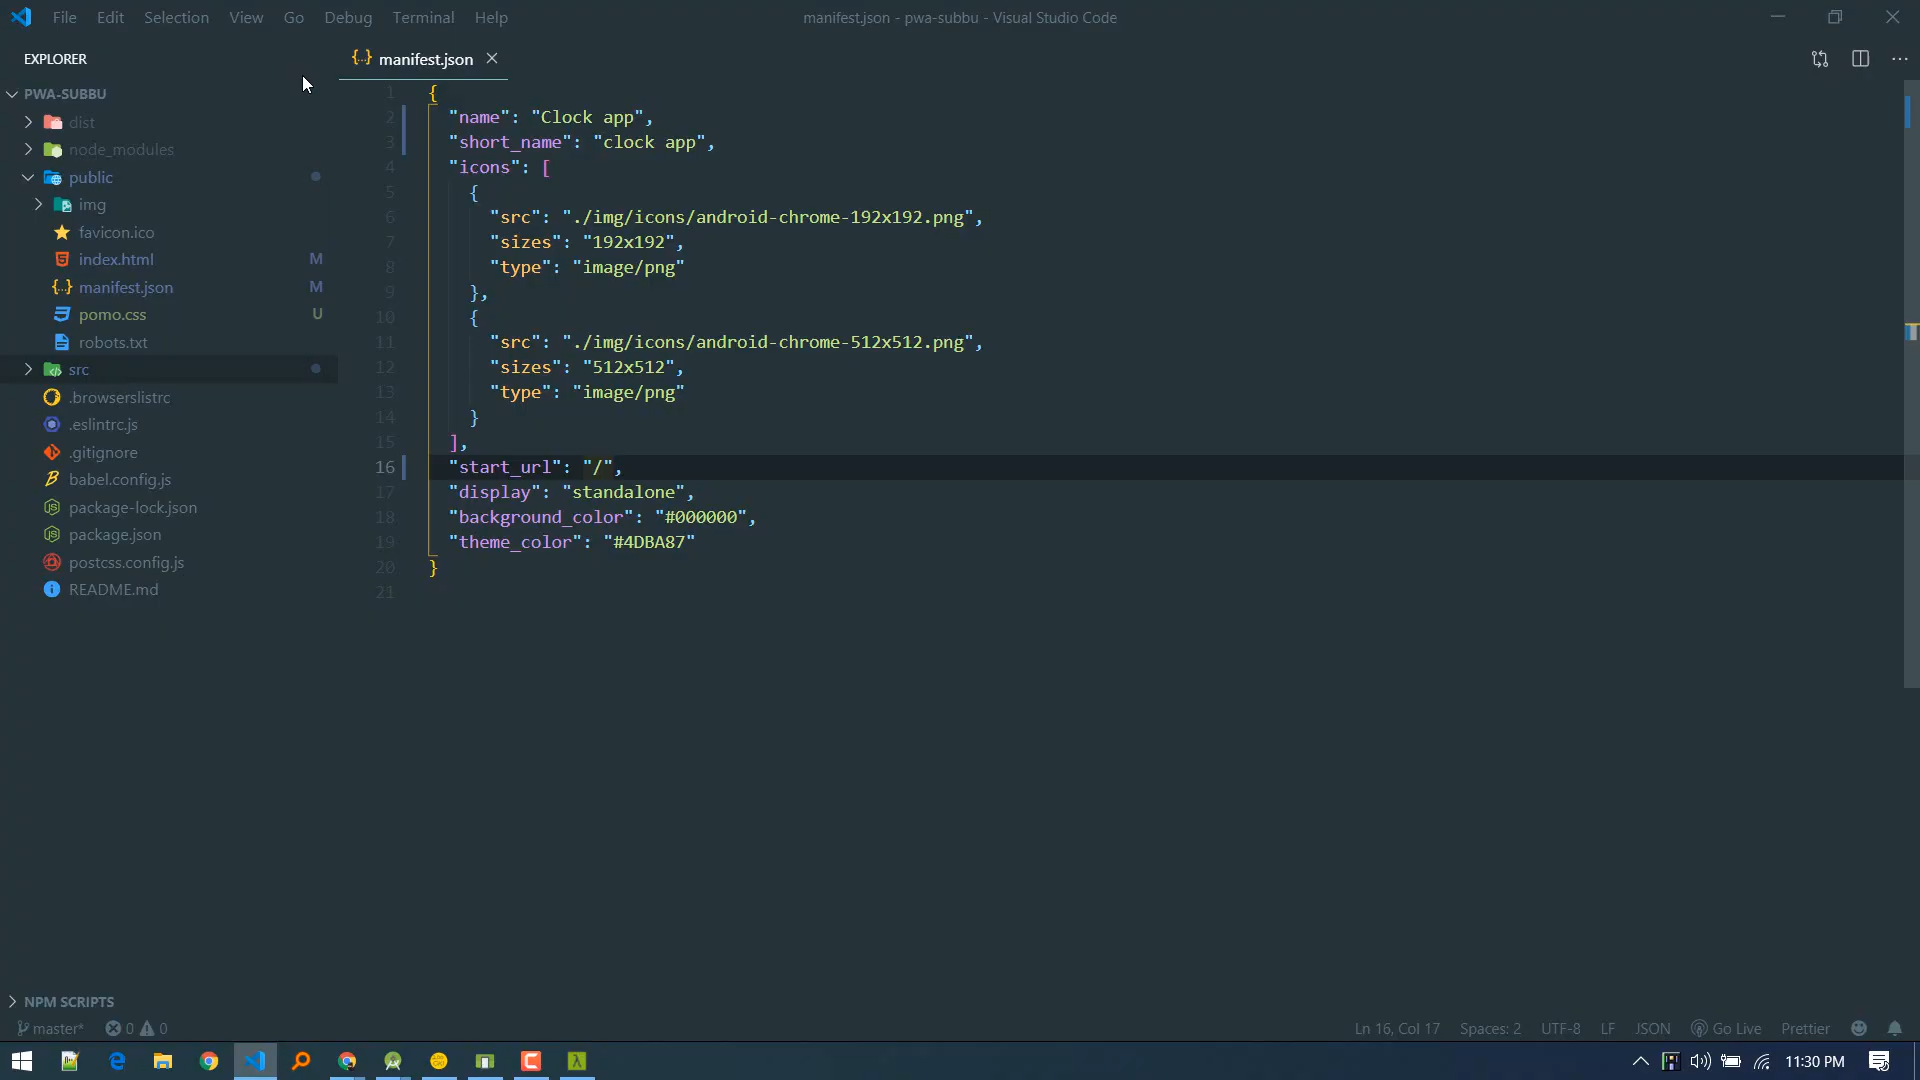 File Edit Selection View Go Debug Terminal Help
manifest.json - pwa-subbu - Visual Studio Code
EXPLORER
PWA-SUBBU
dist
node_modules
public
img
favicon.ico
index.html M
manifest.json M
pomo.css U
robots.txt
src
.browserslistrc
.eslintrc.js
.gitignore
babel.config.js
package-lock.json
package.json
postcss.config.js
README.md
NPM SCRIPTS
{..} manifest.json
1 {
2 "name": "Clock app",
3 "short_name": "clock app",
4 "icons": [
5 {
6 "src": "./img/icons/android-chrome-192x192.png",
7 "sizes": "192x192",
8 "type": "image/png"
9 },
10 {
11 "src": "./img/icons/android-chrome-512x512.png",
12 "sizes": "512x512",
13 "type": "image/png"
14 }
15 ],
16 "start_url": "/",
17 "display": "standalone",
18 "background_color": "#000000",
19 "theme_color": "#4DBA87"
20 }
21
master* 0 0
Ln 16, Col 17 Spaces: 2 UTF-8 LF JSON Go Live Prettier
11:30 PM